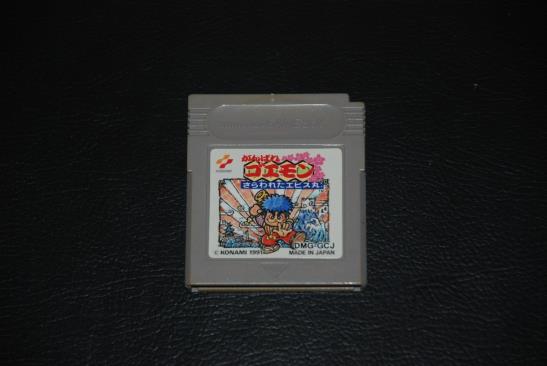 KONAMI
がんばれ
ゴエモン
さらわれたエビス丸
DMG-GCJ
© KONAMI 1991
MADE IN JAPAN